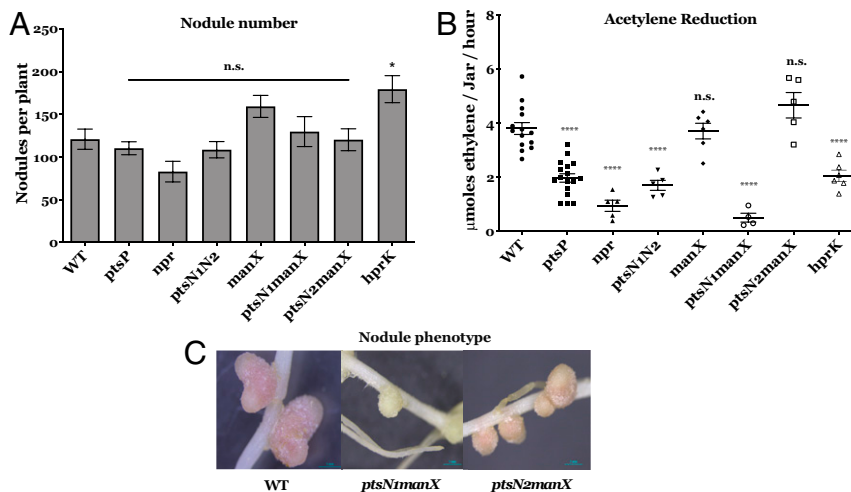 A
Nodule number
Nodules per plant
250
200
150
100
50
0
n.s.
*
WT
ptsP
npr
ptsN1N2
manX
ptsN1manX
ptsN2manX
hprK
B
Acetylene Reduction
μmoles ethylene / Jar / hour
8
6
4
2
0
****
****
****
n.s.
****
n.s.
****
WT
ptsP
npr
ptsN1N2
manX
ptsN1manX
ptsN2manX
hprK
C
Nodule phenotype
WT
ptsN1manX
ptsN2manX